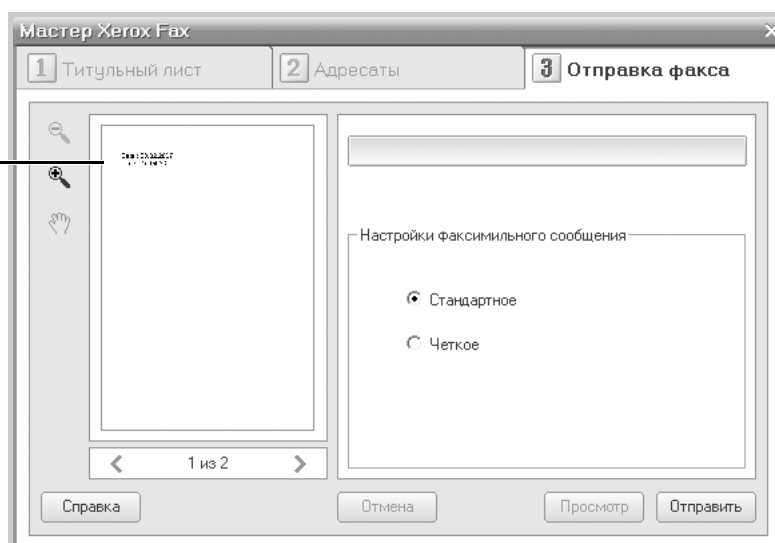 Мастер Xerox Fax
1 Титульный лист
2 Адресаты
3 Отправка факса
Настройки факсимильного сообщения
Стандартное
Четкое
1 из 2
Справка
Отмена
Просмотр
Отправить